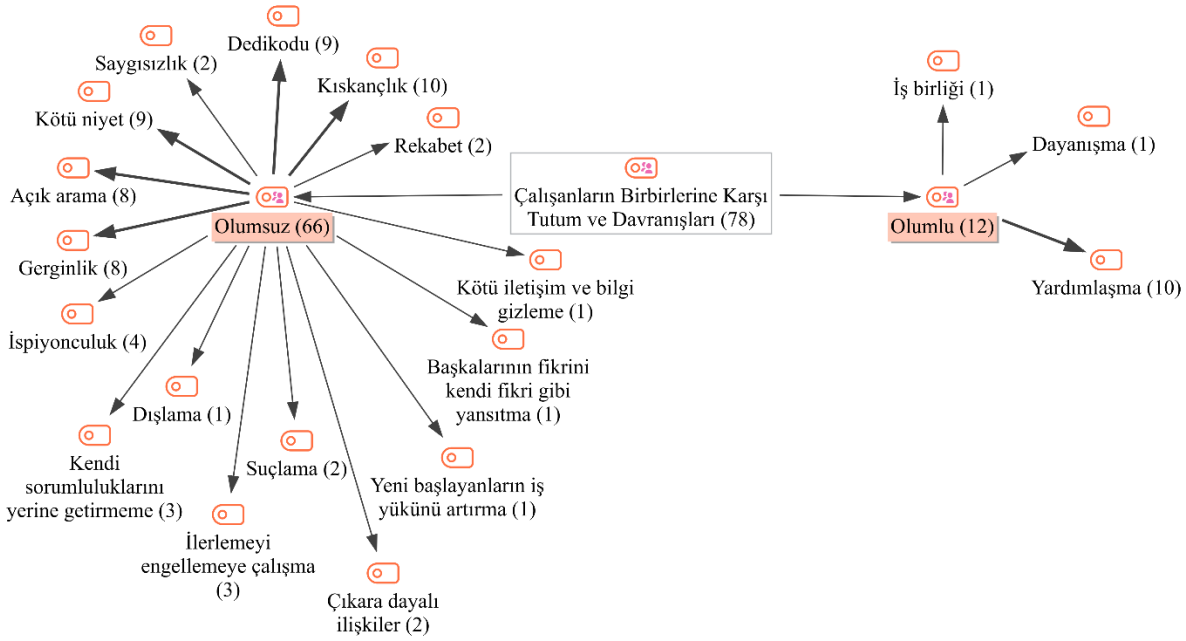 Dedikodu (9)
Saygısızlık (2)
Kıskançlık (10)
Kötü niyet (9)
Rekabet (2)
Açık arama (8)
Olumsuz (66)
Gerginlik (8)
İspiyonculuk (4)
Dışlama (1)
Kendi
sorumluluklarını
yerine getirmeme (3)
İlerlemeyi
engellemeye çalışma
(3)
Suçlama (2)
Çıkara dayalı
ilişkiler (2)
Yeni başlayanların iş
yükünü artırma (1)
Başkalarının fikrini
kendi fikri gibi
yansıtma (1)
Kötü iletişim ve bilgi
gizleme (1)
Çalışanların Birbirlerine Karşı
Tutum ve Davranışları (78)
İş birliği (1)
Dayanışma (1)
Olumlu (12)
Yardımlaşma (10)